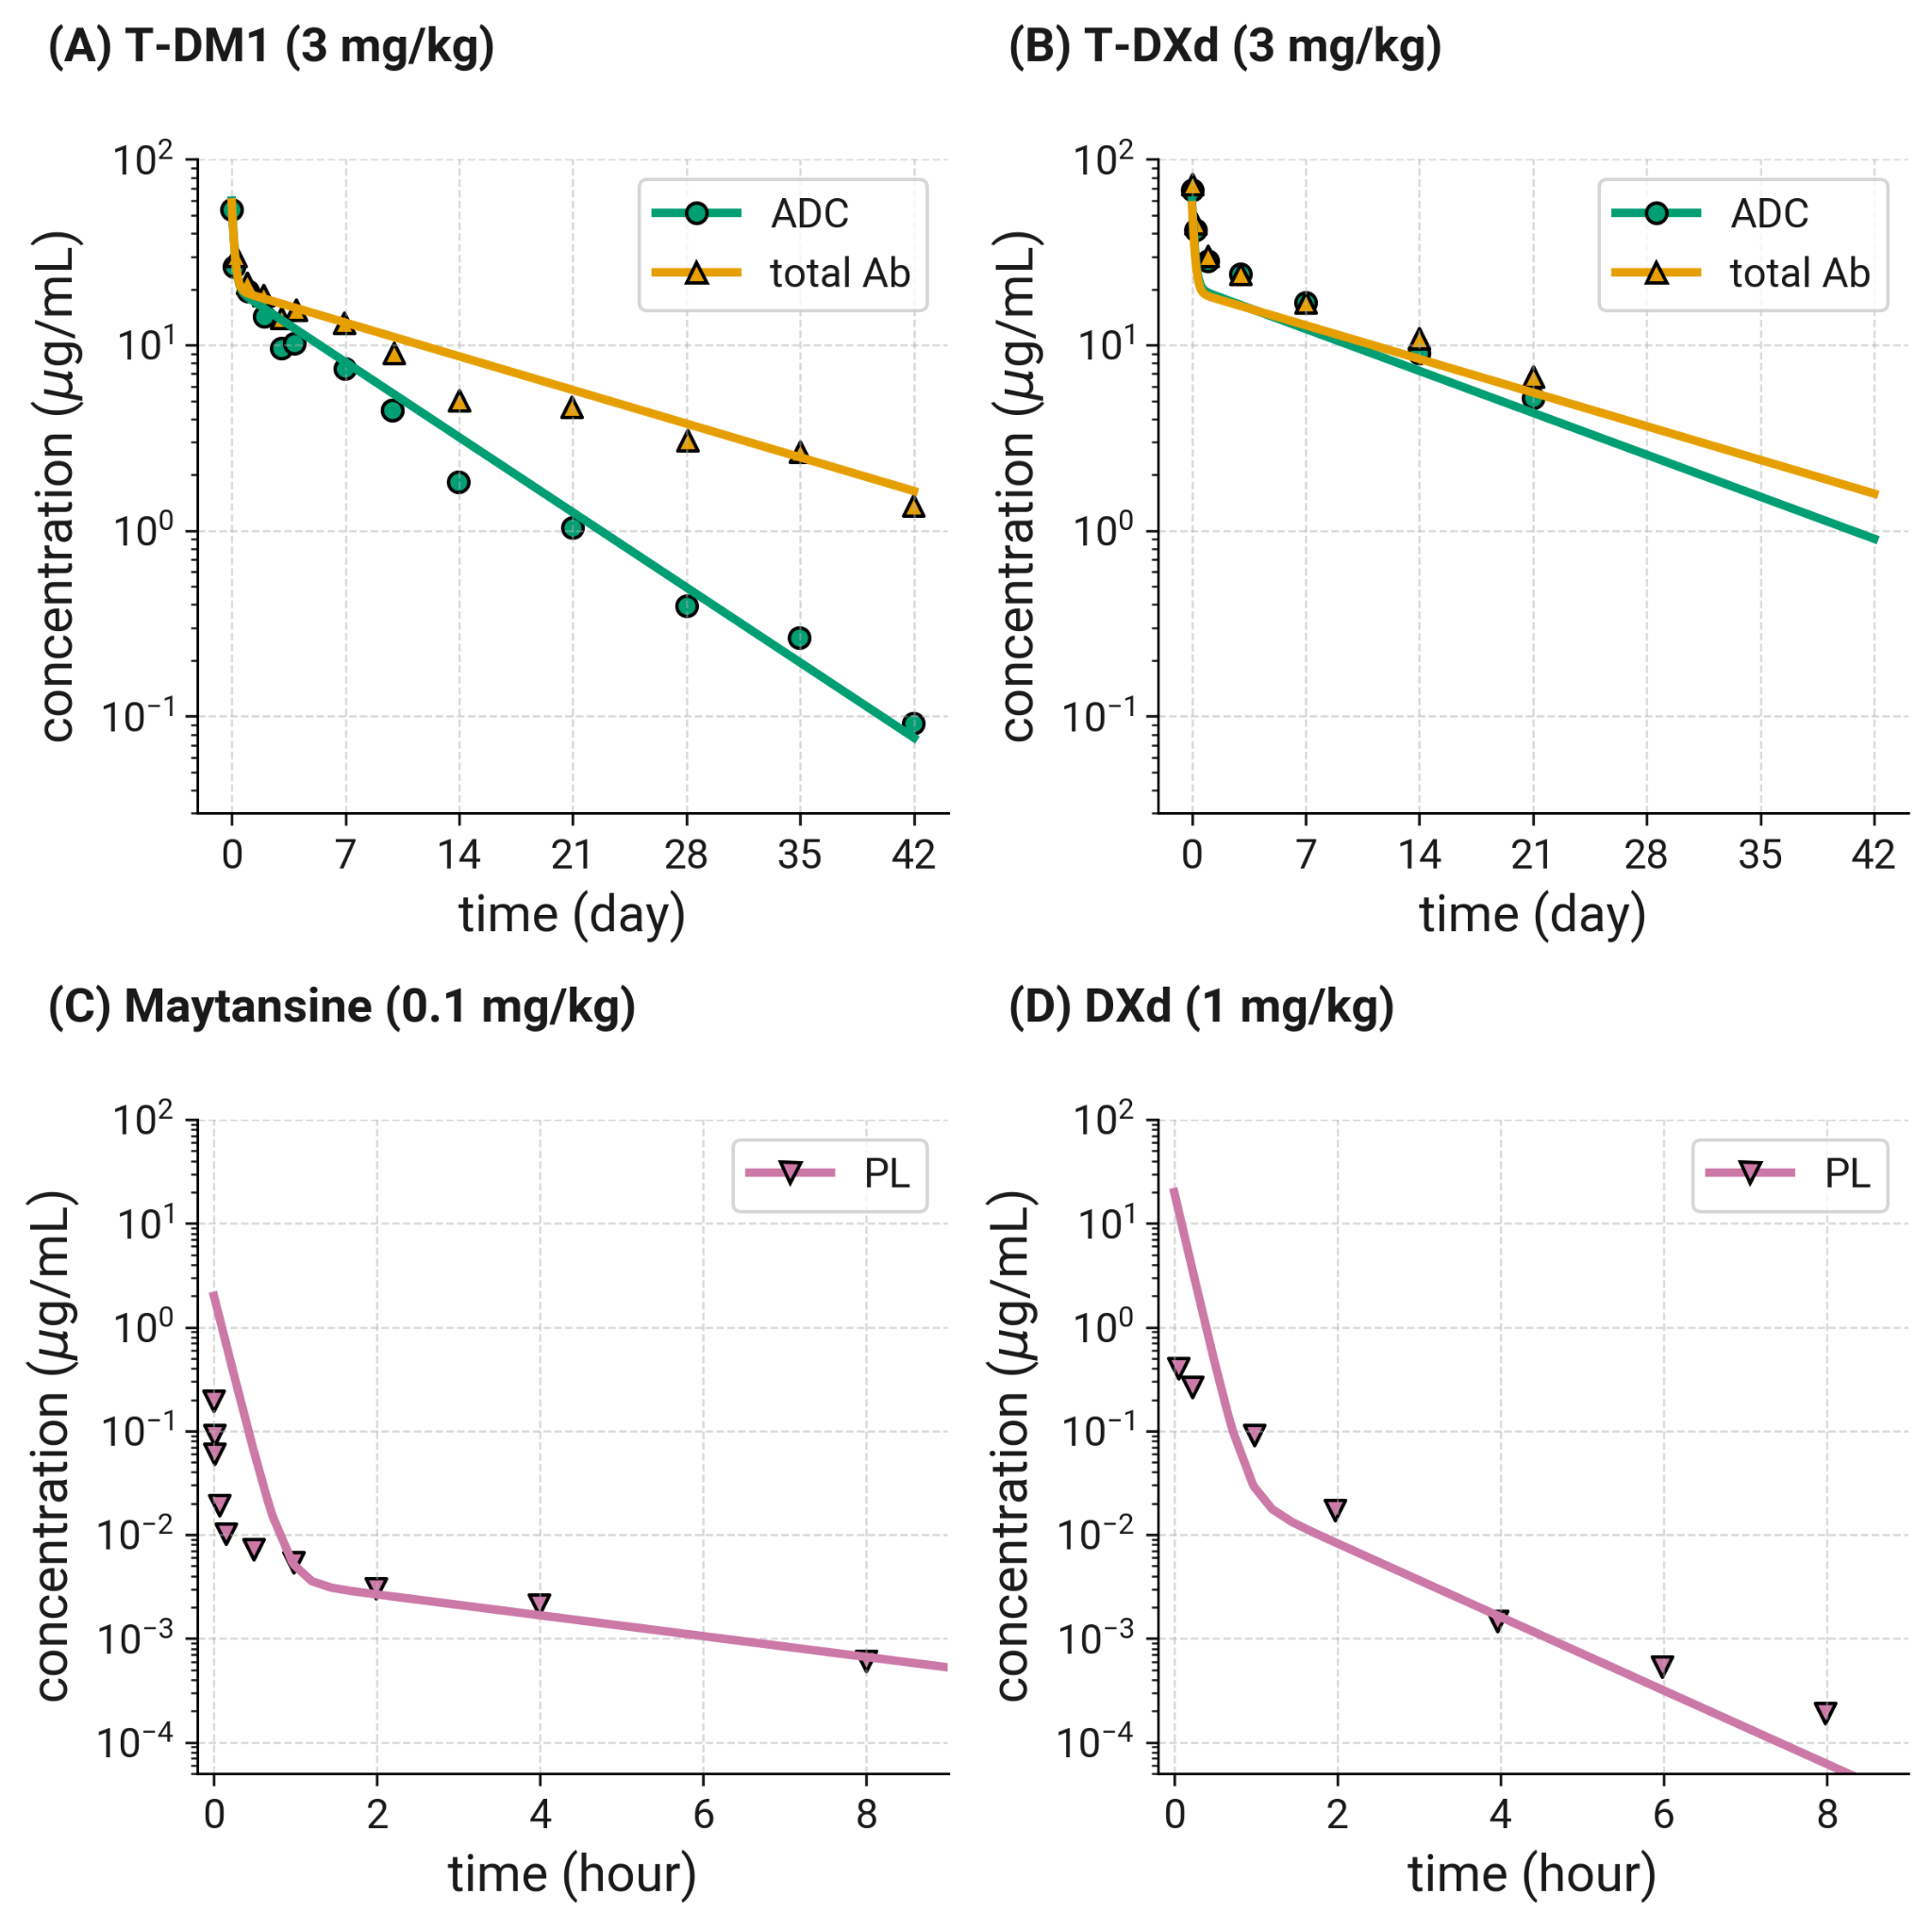 (A) T-DM1 (3 mg/kg)
10²
10¹
10⁰
10⁻¹
concentration (µg/mL)
ADC
total Ab
0 7 14 21 28 35 42
time (day)
(B) T-DXd (3 mg/kg)
10²
10¹
10⁰
10⁻¹
concentration (µg/mL)
ADC
total Ab
0 7 14 21 28 35 42
time (day)
(C) Maytansine (0.1 mg/kg)
10²
10¹
10⁰
10⁻¹
10⁻²
10⁻³
10⁻⁴
concentration (µg/mL)
PL
0 2 4 6 8
time (hour)
(D) DXd (1 mg/kg)
10²
10¹
10⁰
10⁻¹
10⁻²
10⁻³
10⁻⁴
concentration (µg/mL)
PL
0 2 4 6 8
time (hour)